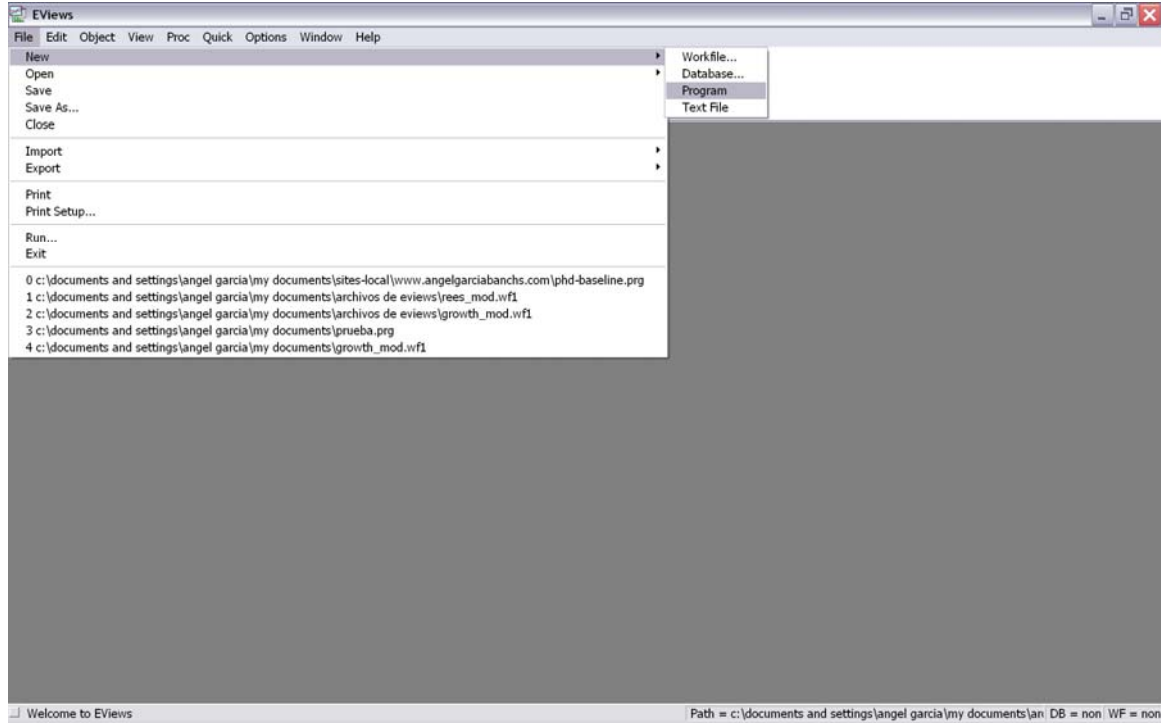 EViews
File Edit Object View Proc Quick Options Window Help
New
Open
Save
Save As...
Close
Import
Export
Print
Print Setup...
Run...
Exit
0 c:\documents and settings\angel garcia\my documents\sites-local\www.angelgarciabanchs.com\phd-baseline.prg
1 c:\documents and settings\angel garcia\my documents\archivos de eviews\rees_mod.wf1
2 c:\documents and settings\angel garcia\my documents\archivos de eviews\growth_mod.wf1
3 c:\documents and settings\angel garcia\my documents\prueba.prg
4 c:\documents and settings\angel garcia\my documents\growth_mod.wf1
Workfile...
Database...
Program
Text File
Welcome to EViews
Path = c:\documents and settings\angel garcia\my documents\an DB = non WF = non